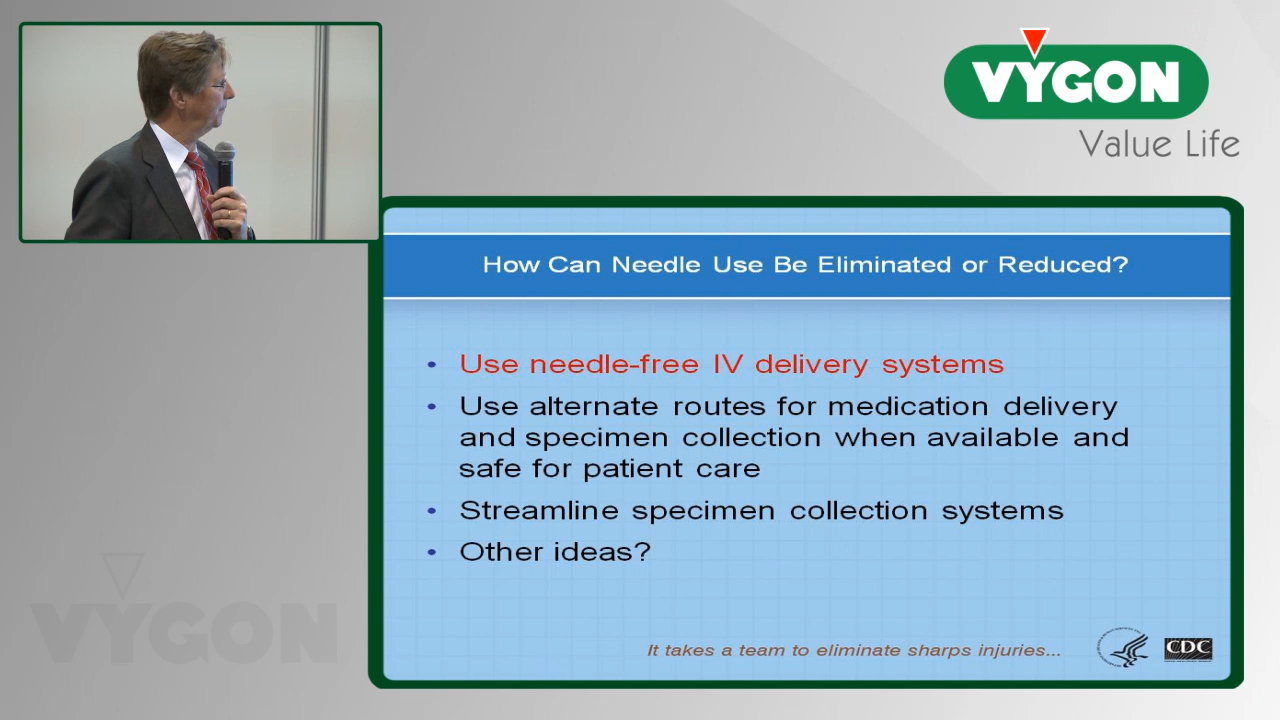 VYGON
Value Life
How Can Needle Use Be Eliminated or Reduced?
• Use needle-free IV delivery systems
• Use alternate routes for medication delivery
and specimen collection when available and
safe for patient care
• Streamline specimen collection systems
• Other ideas?
It takes a team to eliminate sharps injuries...
CDC
VYGON